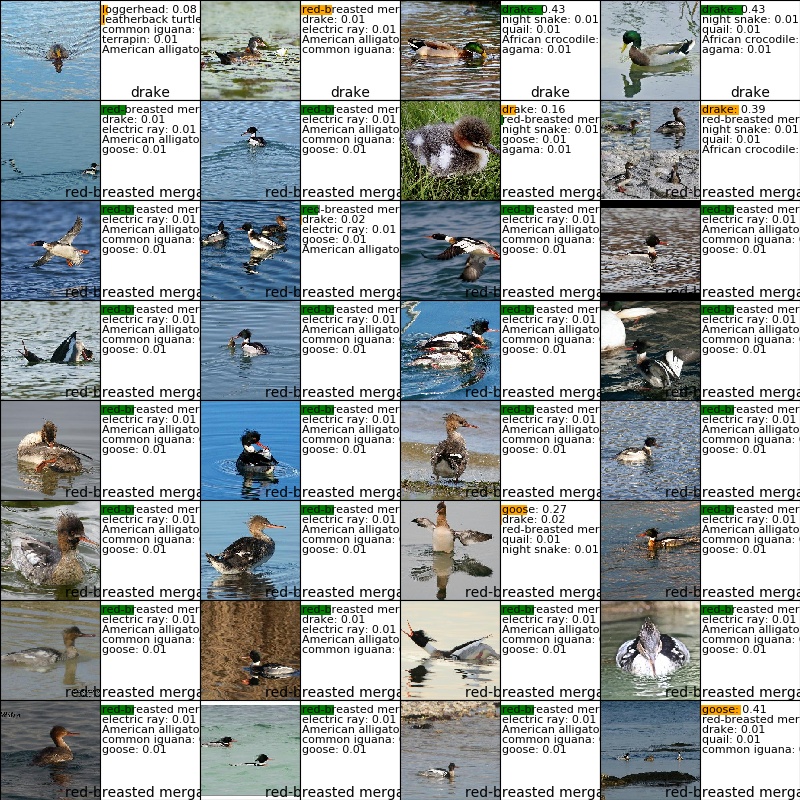 loggerhead: 0.08
leatherback turtle
common iguana:
terrapin: 0.01
American alligato
drake
red-breasted mer
drake: 0.01
electric ray: 0.01
American alligato
common iguana:
drake
drake: 0.43
night snake: 0.01
quail: 0.01
African crocodile:
agama: 0.01
drake
drake: 0.43
night snake: 0.01
quail: 0.01
African crocodile:
agama: 0.01
drake
red-breasted mer
drake: 0.01
electric ray: 0.01
American alligato
goose: 0.01
red-breasted merga
red-breasted mer
drake: 0.01
electric ray: 0.01
American alligato
goose: 0.01
red-breasted merga
drake: 0.16
red-breasted mer
night snake: 0.01
goose: 0.01
agama: 0.01
red-breasted merga
drake: 0.39
red-breasted mer
night snake: 0.01
quail: 0.01
African crocodile:
red-breasted merga
red-breasted mer
electric ray: 0.01
American alligato
common iguana:
goose: 0.01
red-breasted merga
red-breasted mer
drake: 0.02
electric ray: 0.01
goose: 0.01
American alligato
red-breasted merga
red-breasted mer
electric ray: 0.01
American alligato
common iguana:
goose: 0.01
red-breasted merga
red-breasted mer
electric ray: 0.01
American alligato
common iguana:
goose: 0.01
red-breasted merga
red-breasted mer
electric ray: 0.01
American alligato
common iguana:
goose: 0.01
red-breasted merga
red-breasted mer
electric ray: 0.01
American alligato
common iguana:
goose: 0.01
red-breasted merga
red-breasted mer
electric ray: 0.01
American alligato
common iguana:
goose: 0.01
red-breasted merga
red-breasted mer
electric ray: 0.01
American alligato
common iguana:
goose: 0.01
red-breasted merga
red-breasted mer
electric ray: 0.01
American alligato
common iguana:
goose: 0.01
red-breasted merga
red-breasted mer
electric ray: 0.01
American alligato
common iguana:
goose: 0.01
red-breasted merga
red-breasted mer
electric ray: 0.01
American alligato
common iguana:
goose: 0.01
red-breasted merga
red-breasted mer
electric ray: 0.01
American alligato
common iguana:
goose: 0.01
red-breasted merga
red-breasted mer
electric ray: 0.01
American alligato
common iguana:
goose: 0.01
red-breasted merga
red-breasted mer
electric ray: 0.01
American alligato
common iguana:
goose: 0.01
red-breasted merga
goose: 0.27
drake: 0.02
red-breasted mer
quail: 0.01
night snake: 0.01
red-breasted merga
red-breasted mer
electric ray: 0.01
American alligato
common iguana:
goose: 0.01
red-breasted merga
red-breasted mer
electric ray: 0.01
American alligato
common iguana:
goose: 0.01
red-breasted merga
red-breasted mer
drake: 0.01
electric ray: 0.01
American alligato
common iguana:
red-breasted merga
red-breasted mer
electric ray: 0.01
American alligato
common iguana:
goose: 0.01
red-breasted merga
red-breasted mer
electric ray: 0.01
American alligato
common iguana:
goose: 0.01
red-breasted merga
red-breasted mer
electric ray: 0.01
American alligato
common iguana:
goose: 0.01
red-breasted merga
red-breasted mer
electric ray: 0.01
American alligato
common iguana:
goose: 0.01
red-breasted merga
red-breasted mer
electric ray: 0.01
American alligato
common iguana:
goose: 0.01
red-breasted merga
goose: 0.41
red-breasted mer
drake: 0.01
quail: 0.01
common iguana:
red-breasted merga